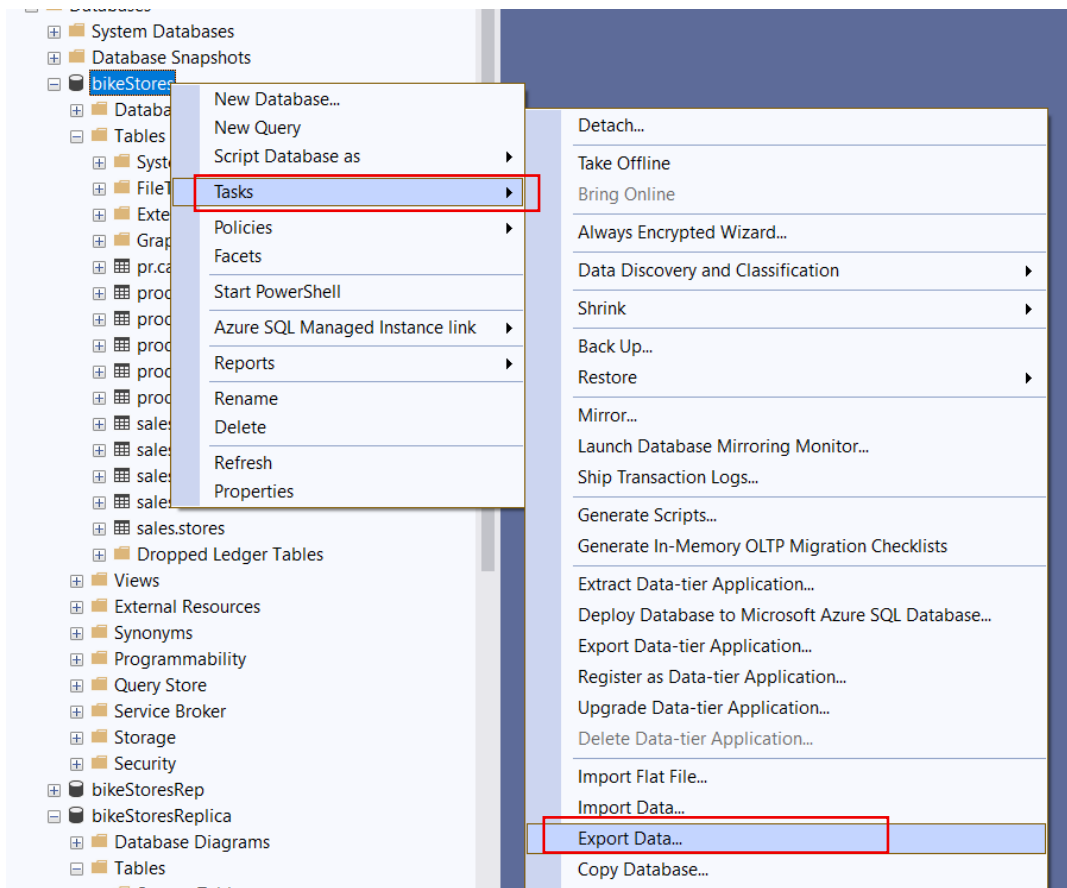 System Databases
Database Snapshots
bikeStores
Tables
sales.stores
Dropped Ledger Tables
Views
External Resources
Synonyms
Programmability
Query Store
Service Broker
Storage
Security
bikeStoresRep
bikeStoresReplica
Database Diagrams
Tables
New Database...
New Query
Script Database as
Tasks
Policies
Facets
Start PowerShell
Azure SQL Managed Instance link
Reports
Rename
Delete
Refresh
Properties
Detach...
Take Offline
Bring Online
Always Encrypted Wizard...
Data Discovery and Classification
Shrink
Back Up...
Restore
Mirror...
Launch Database Mirroring Monitor...
Ship Transaction Logs...
Generate Scripts...
Generate In-Memory OLTP Migration Checklists
Extract Data-tier Application...
Deploy Database to Microsoft Azure SQL Database...
Export Data-tier Application...
Register as Data-tier Application...
Upgrade Data-tier Application...
Delete Data-tier Application...
Import Flat File...
Import Data...
Export Data...
Copy Database...